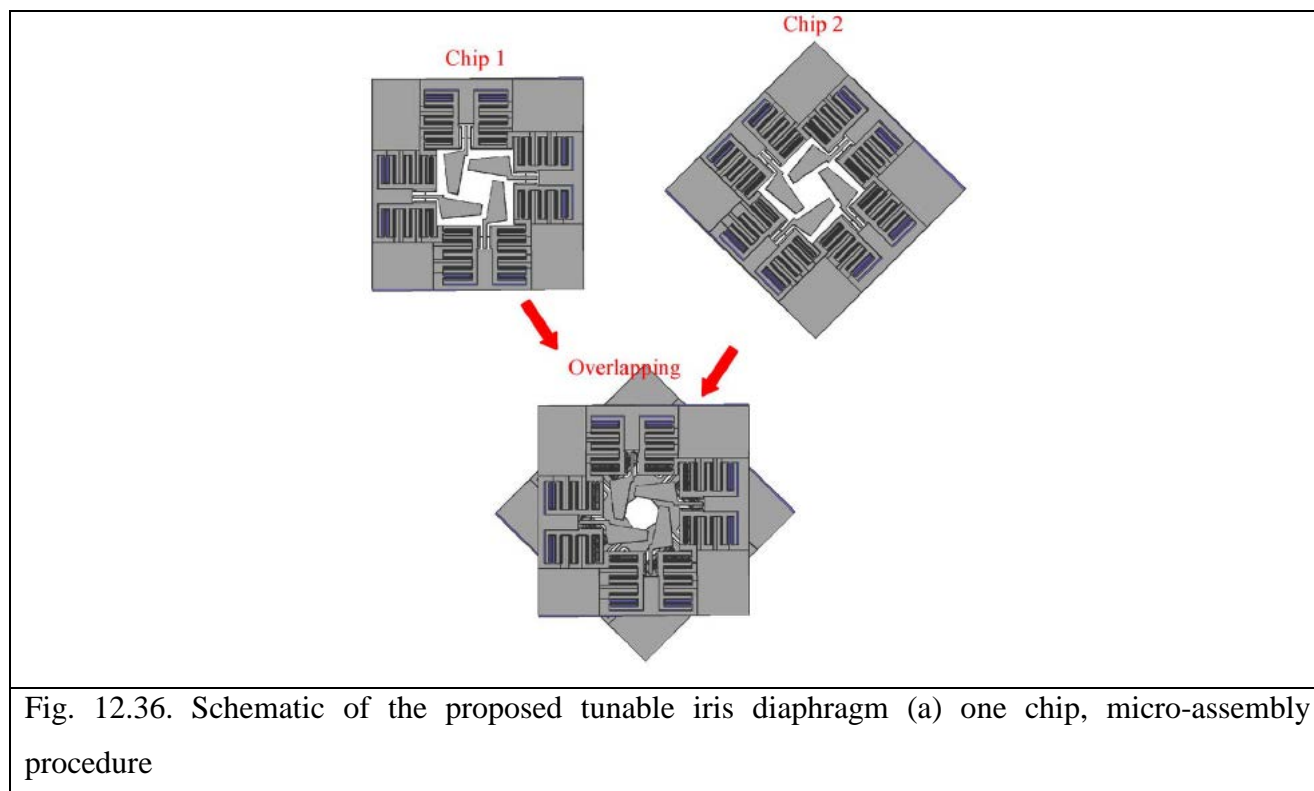 Chip 1
Chip 2
Overlapping
Fig. 12.36. Schematic of the proposed tunable iris diaphragm (a) one chip, micro-assembly
procedure